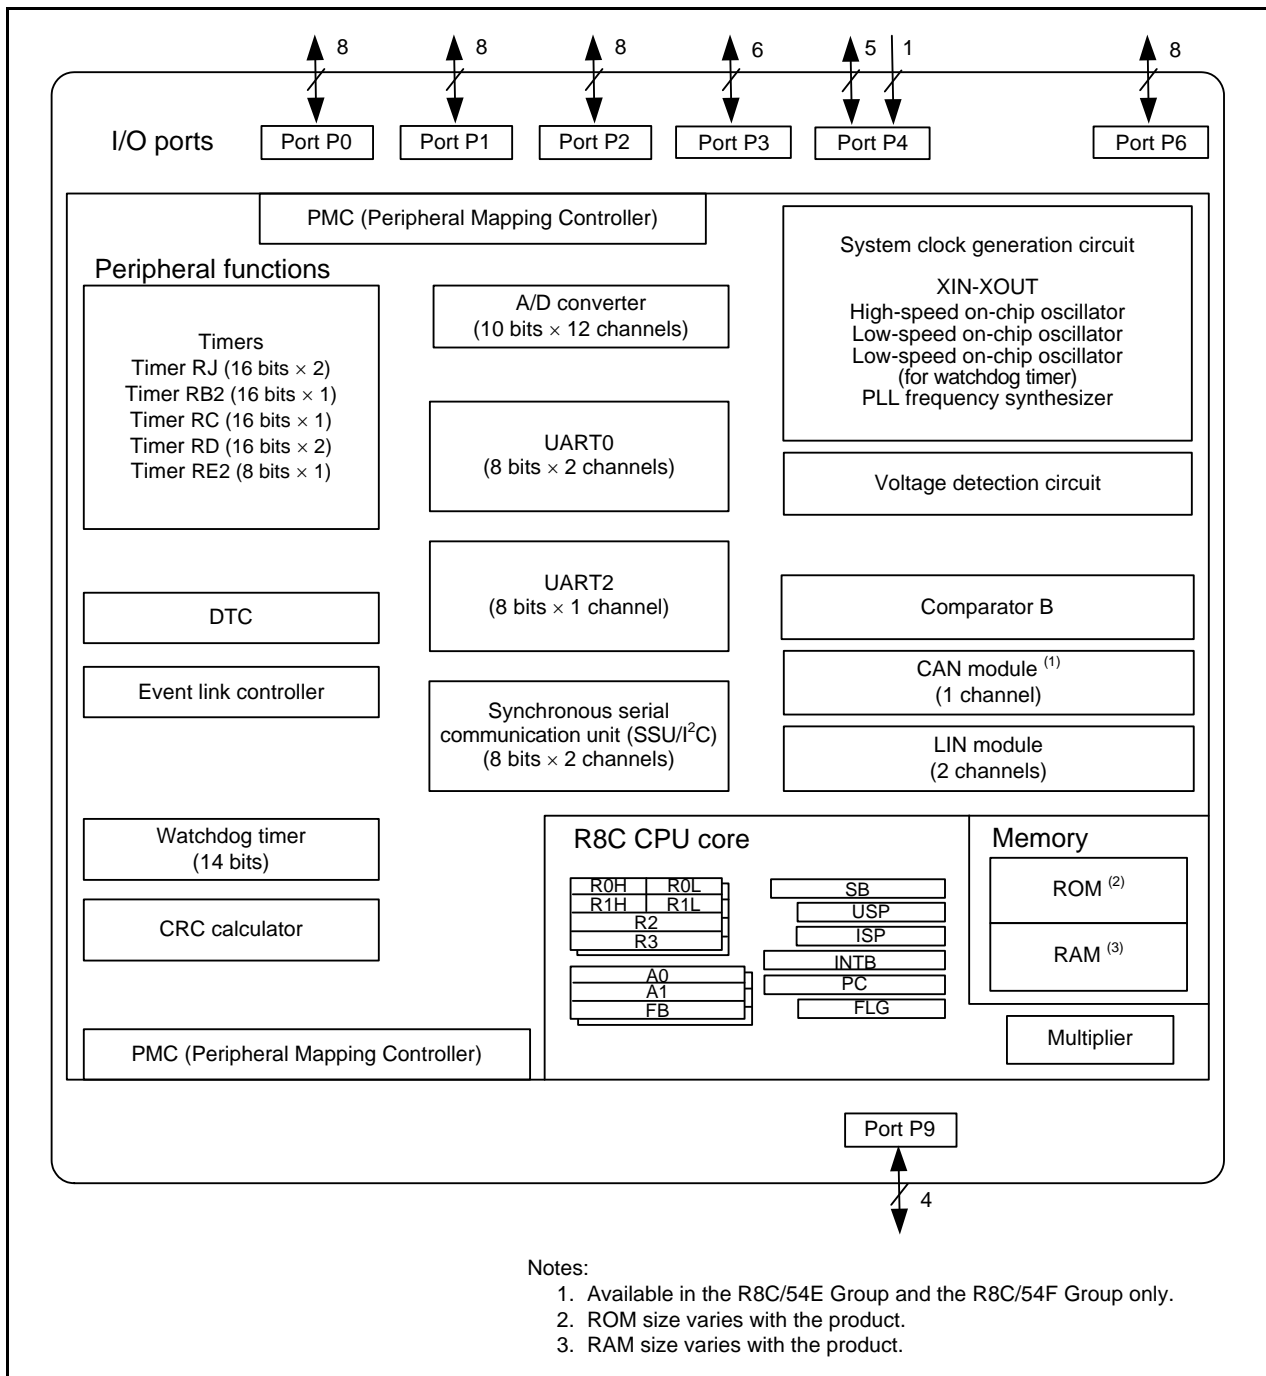 8 8 8 6 5 1 8
I/O ports
Port P0
Port P1
Port P2
Port P3
Port P4
Port P6
PMC (Peripheral Mapping Controller)
Peripheral functions
Timers
Timer RJ (16 bits × 2)
Timer RB2 (16 bits × 1)
Timer RC (16 bits × 1)
Timer RD (16 bits × 2)
Timer RE2 (8 bits × 1)
DTC
Event link controller
Watchdog timer
(14 bits)
CRC calculator
PMC (Peripheral Mapping Controller)
A/D converter
(10 bits × 12 channels)
UART0
(8 bits × 2 channels)
UART2
(8 bits × 1 channel)
Synchronous serial
communication unit (SSU/I²C)
(8 bits × 2 channels)
System clock generation circuit
XIN-XOUT
High-speed on-chip oscillator
Low-speed on-chip oscillator
Low-speed on-chip oscillator
(for watchdog timer)
PLL frequency synthesizer
Voltage detection circuit
Comparator B
CAN module (1)
(1 channel)
LIN module
(2 channels)
R8C CPU core
R0H R0L
R1H R1L
R2
R3
A0
A1
FB
SB
USP
ISP
INTB
PC
FLG
Memory
ROM (2)
RAM (3)
Multiplier
Port P9
4
Notes:
1. Available in the R8C/54E Group and the R8C/54F Group only.
2. ROM size varies with the product.
3. RAM size varies with the product.